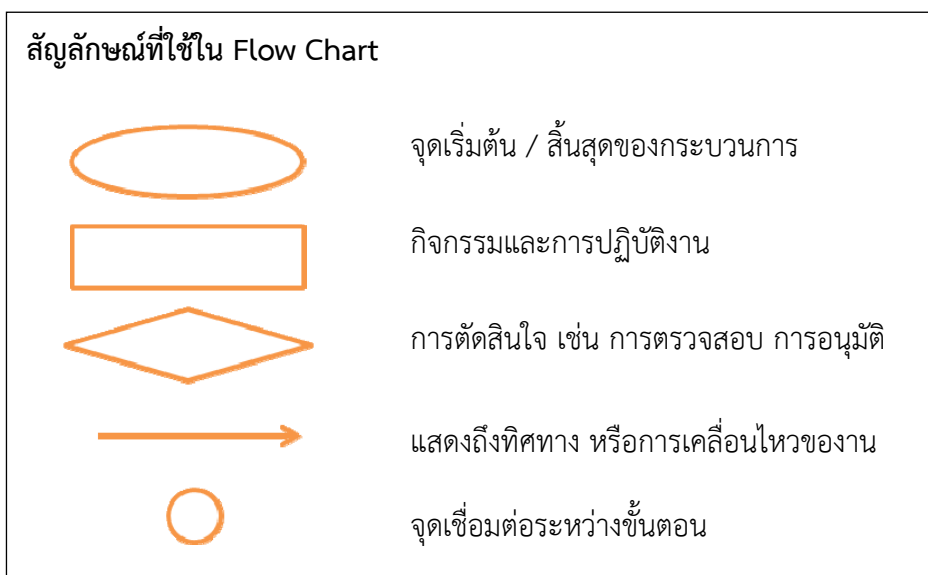 สัญลักษณ์ที่ใช้ใน Flow Chart
จุดเริ่มต้น / สิ้นสุดของกระบวนการ
กิจกรรมและการปฏิบัติงาน
การตัดสินใจ เช่น การตรวจสอบ การอนุมัติ
แสดงถึงทิศทาง หรือการเคลื่อนไหวของงาน
จุดเชื่อมต่อระหว่างขั้นตอน